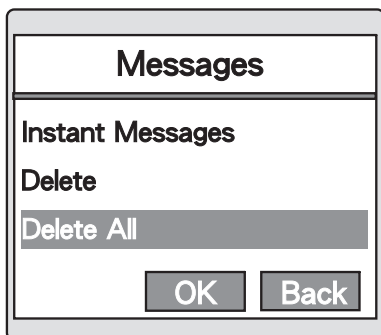 Messages
Instant Messages
Delete
Delete All
OK Back